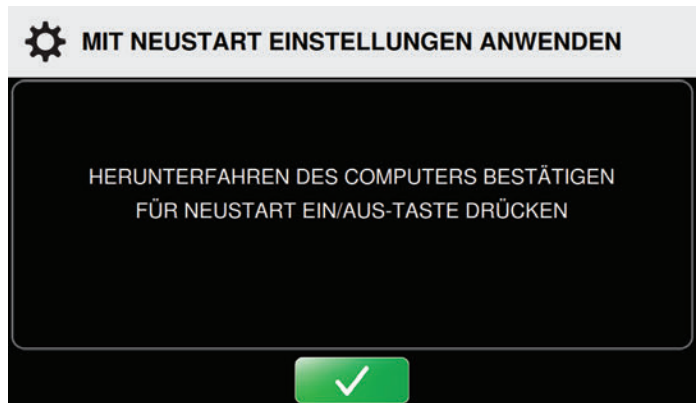 MIT NEUSTART EINSTELLUNGEN ANWENDEN
HERUNTERFAHREN DES COMPUTERS BESTÄTIGEN
FÜR NEUSTART EIN/AUS-TASTE DRÜCKEN